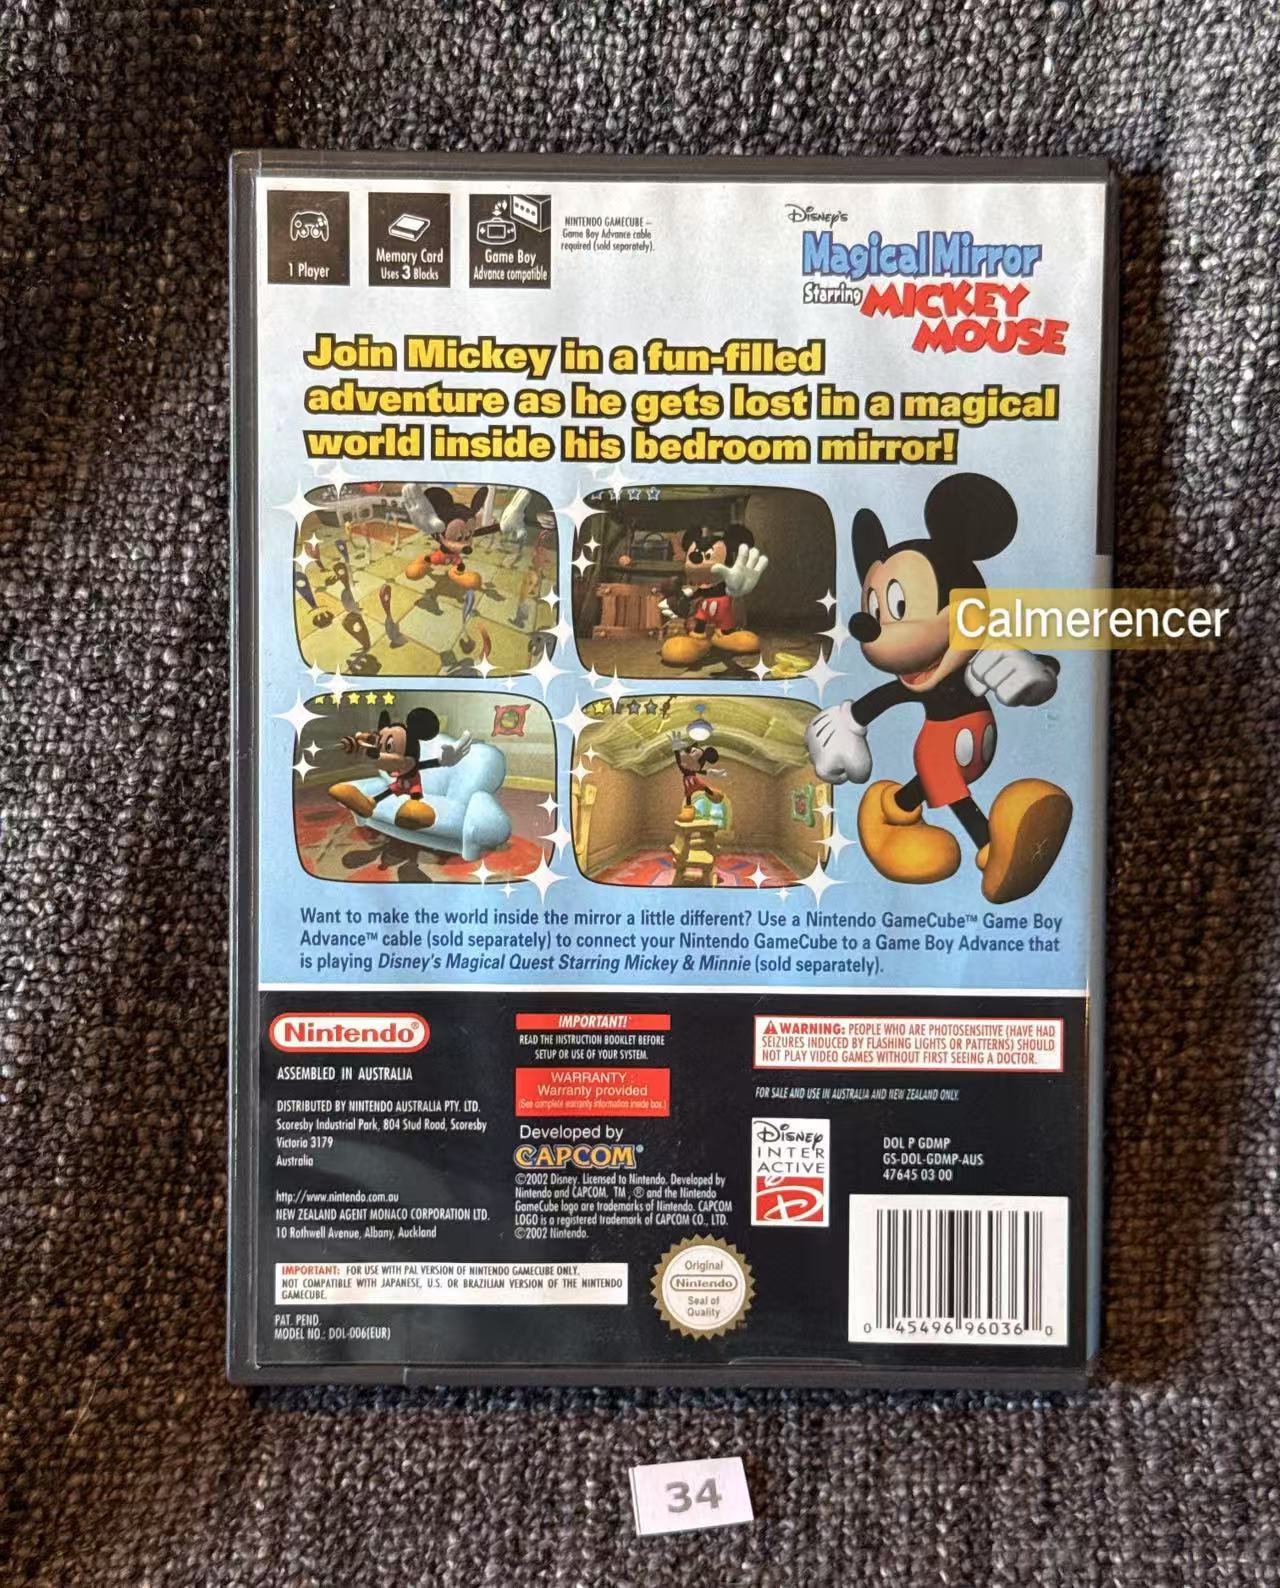 1 Player
Memory Card
Uses 3 Blocks
Game Boy
Advance compatible
NINTENDO GAMECUBE –
Game Boy Advance cable
required (sold separately).
Disney's
Magical Mirror
Starring MICKEY
MOUSE
Join Mickey in a fun-filled
adventure as he gets lost in a magical
world inside his bedroom mirror!
Calmerencer
Want to make the world inside the mirror a little different? Use a Nintendo GameCube™ Game Boy
Advance™ cable (sold separately) to connect your Nintendo GameCube to a Game Boy Advance that
is playing Disney's Magical Quest Starring Mickey & Minnie (sold separately).
Nintendo®
ASSEMBLED IN AUSTRALIA
DISTRIBUTED BY NINTENDO AUSTRALIA PTY. LTD.
Scoresby Industrial Park, 804 Stud Road, Scoresby
Victoria 3179
Australia
http://www.nintendo.com.au
NEW ZEALAND AGENT MONACO CORPORATION LTD.
10 Rothwell Avenue, Albany, Auckland
IMPORTANT: FOR USE WITH PAL VERSION OF NINTENDO GAMECUBE ONLY.
NOT COMPATIBLE WITH JAPANESE, U.S. OR BRAZILIAN VERSION OF THE NINTENDO
GAMECUBE.
PAT. PEND.
MODEL NO.: DOL-006(EUR)
IMPORTANT!
READ THE INSTRUCTION BOOKLET BEFORE
SETUP OR USE OF YOUR SYSTEM.
WARRANTY :
Warranty provided
(See complete warranty information inside box.)
Developed by
CAPCOM®
©2002 Disney. Licensed to Nintendo. Developed by
Nintendo and CAPCOM. TM, ® and the Nintendo
GameCube logo are trademarks of Nintendo. CAPCOM
LOGO is a registered trademark of CAPCOM CO., LTD.
©2002 Nintendo.
Original
Nintendo
Seal of
Quality
WARNING: PEOPLE WHO ARE PHOTOSENSITIVE (HAVE HAD
SEIZURES INDUCED BY FLASHING LIGHTS OR PATTERNS) SHOULD
NOT PLAY VIDEO GAMES WITHOUT FIRST SEEING A DOCTOR.
FOR SALE AND USE IN AUSTRALIA AND NEW ZEALAND ONLY.
DISNEY
INTER
ACTIVE
DOL P GDMP
GS-DOL-GDMP-AUS
47645 03 00
0 45496 96036 0
34